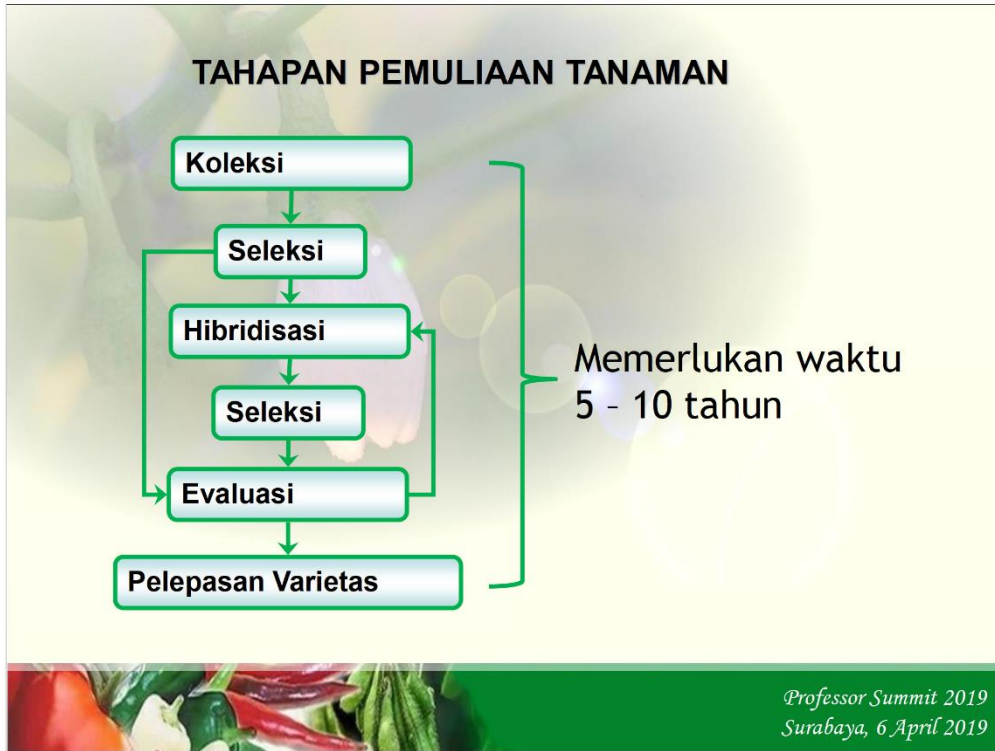 TAHAPAN PEMULIAAN TANAMAN
Koleksi
Seleksi
Hibridisasi
Seleksi
Evaluasi
Pelepasan Varietas
Memerlukan waktu
5 – 10 tahun
Professor Summit 2019
Surabaya, 6 April 2019